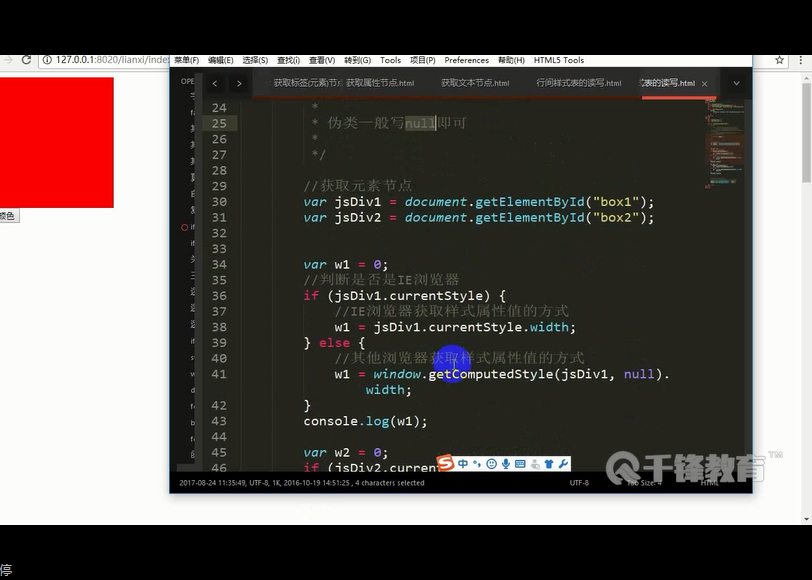 127.0.0.1:8020/lianxi/index
菜单(F) 编辑(E) 选择(S) 查找(i) 查看(V) 转到(G) Tools 项目(P) Preferences 帮助(H) HTML5 Tools
OPE
获取标签(元素)节点 获取属性节点.html 获取文本节点.html 行间样式表的读写.html 表的读写.html
24 *
25 * 伪类一般写null即可
26 *
27 */
28
29 //获取元素节点
30 var jsDiv1 = document.getElementById("box1");
31 var jsDiv2 = document.getElementById("box2");
32
33
34 var w1 = 0;
35 //判断是否是IE浏览器
36 if (jsDiv1.currentStyle) {
37 //IE浏览器获取样式属性值的方式
38 w1 = jsDiv1.currentStyle.width;
39 } else {
40 //其他浏览器获取样式属性值的方式
41 w1 = window.getComputedStyle(jsDiv1, null).
width;
42 }
43 console.log(w1);
44
45 var w2 = 0;
46 if (jsDiv2.current
中
千锋教育 TM
2017-08-24 11:35:49, UTF-8, 1K, 2016-10-19 14:51:25 , 4 characters selected UTF-8 Tab Size: 4 HTML
颜色
停